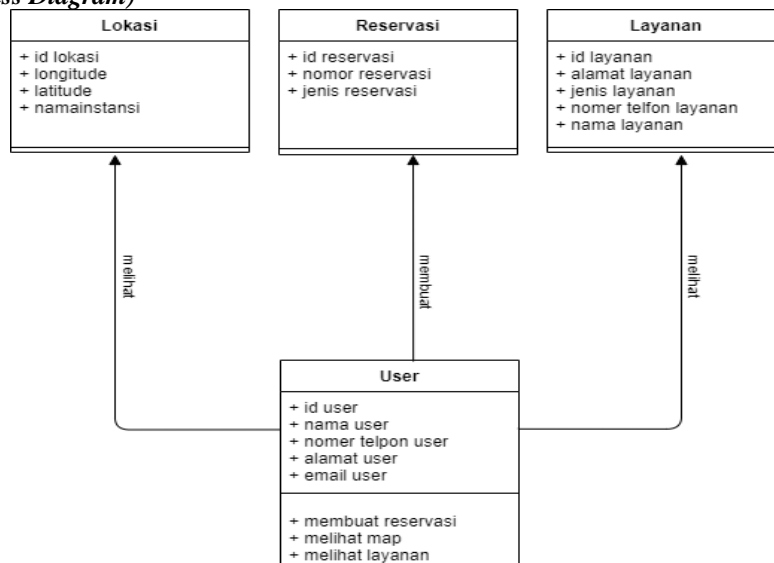 ss Diagram)
Lokasi
+ id lokasi
+ longitude
+ latitude
+ namainstansi
Reservasi
+ id reservasi
+ nomor reservasi
+ jenis reservasi
Layanan
+ id layanan
+ alamat layanan
+ jenis layanan
+ nomer telfon layanan
+ nama layanan
melihat
membuat
melihat
User
+ id user
+ nama user
+ nomer telpon user
+ alamat user
+ email user
+ membuat reservasi
+ melihat map
+ melihat layanan